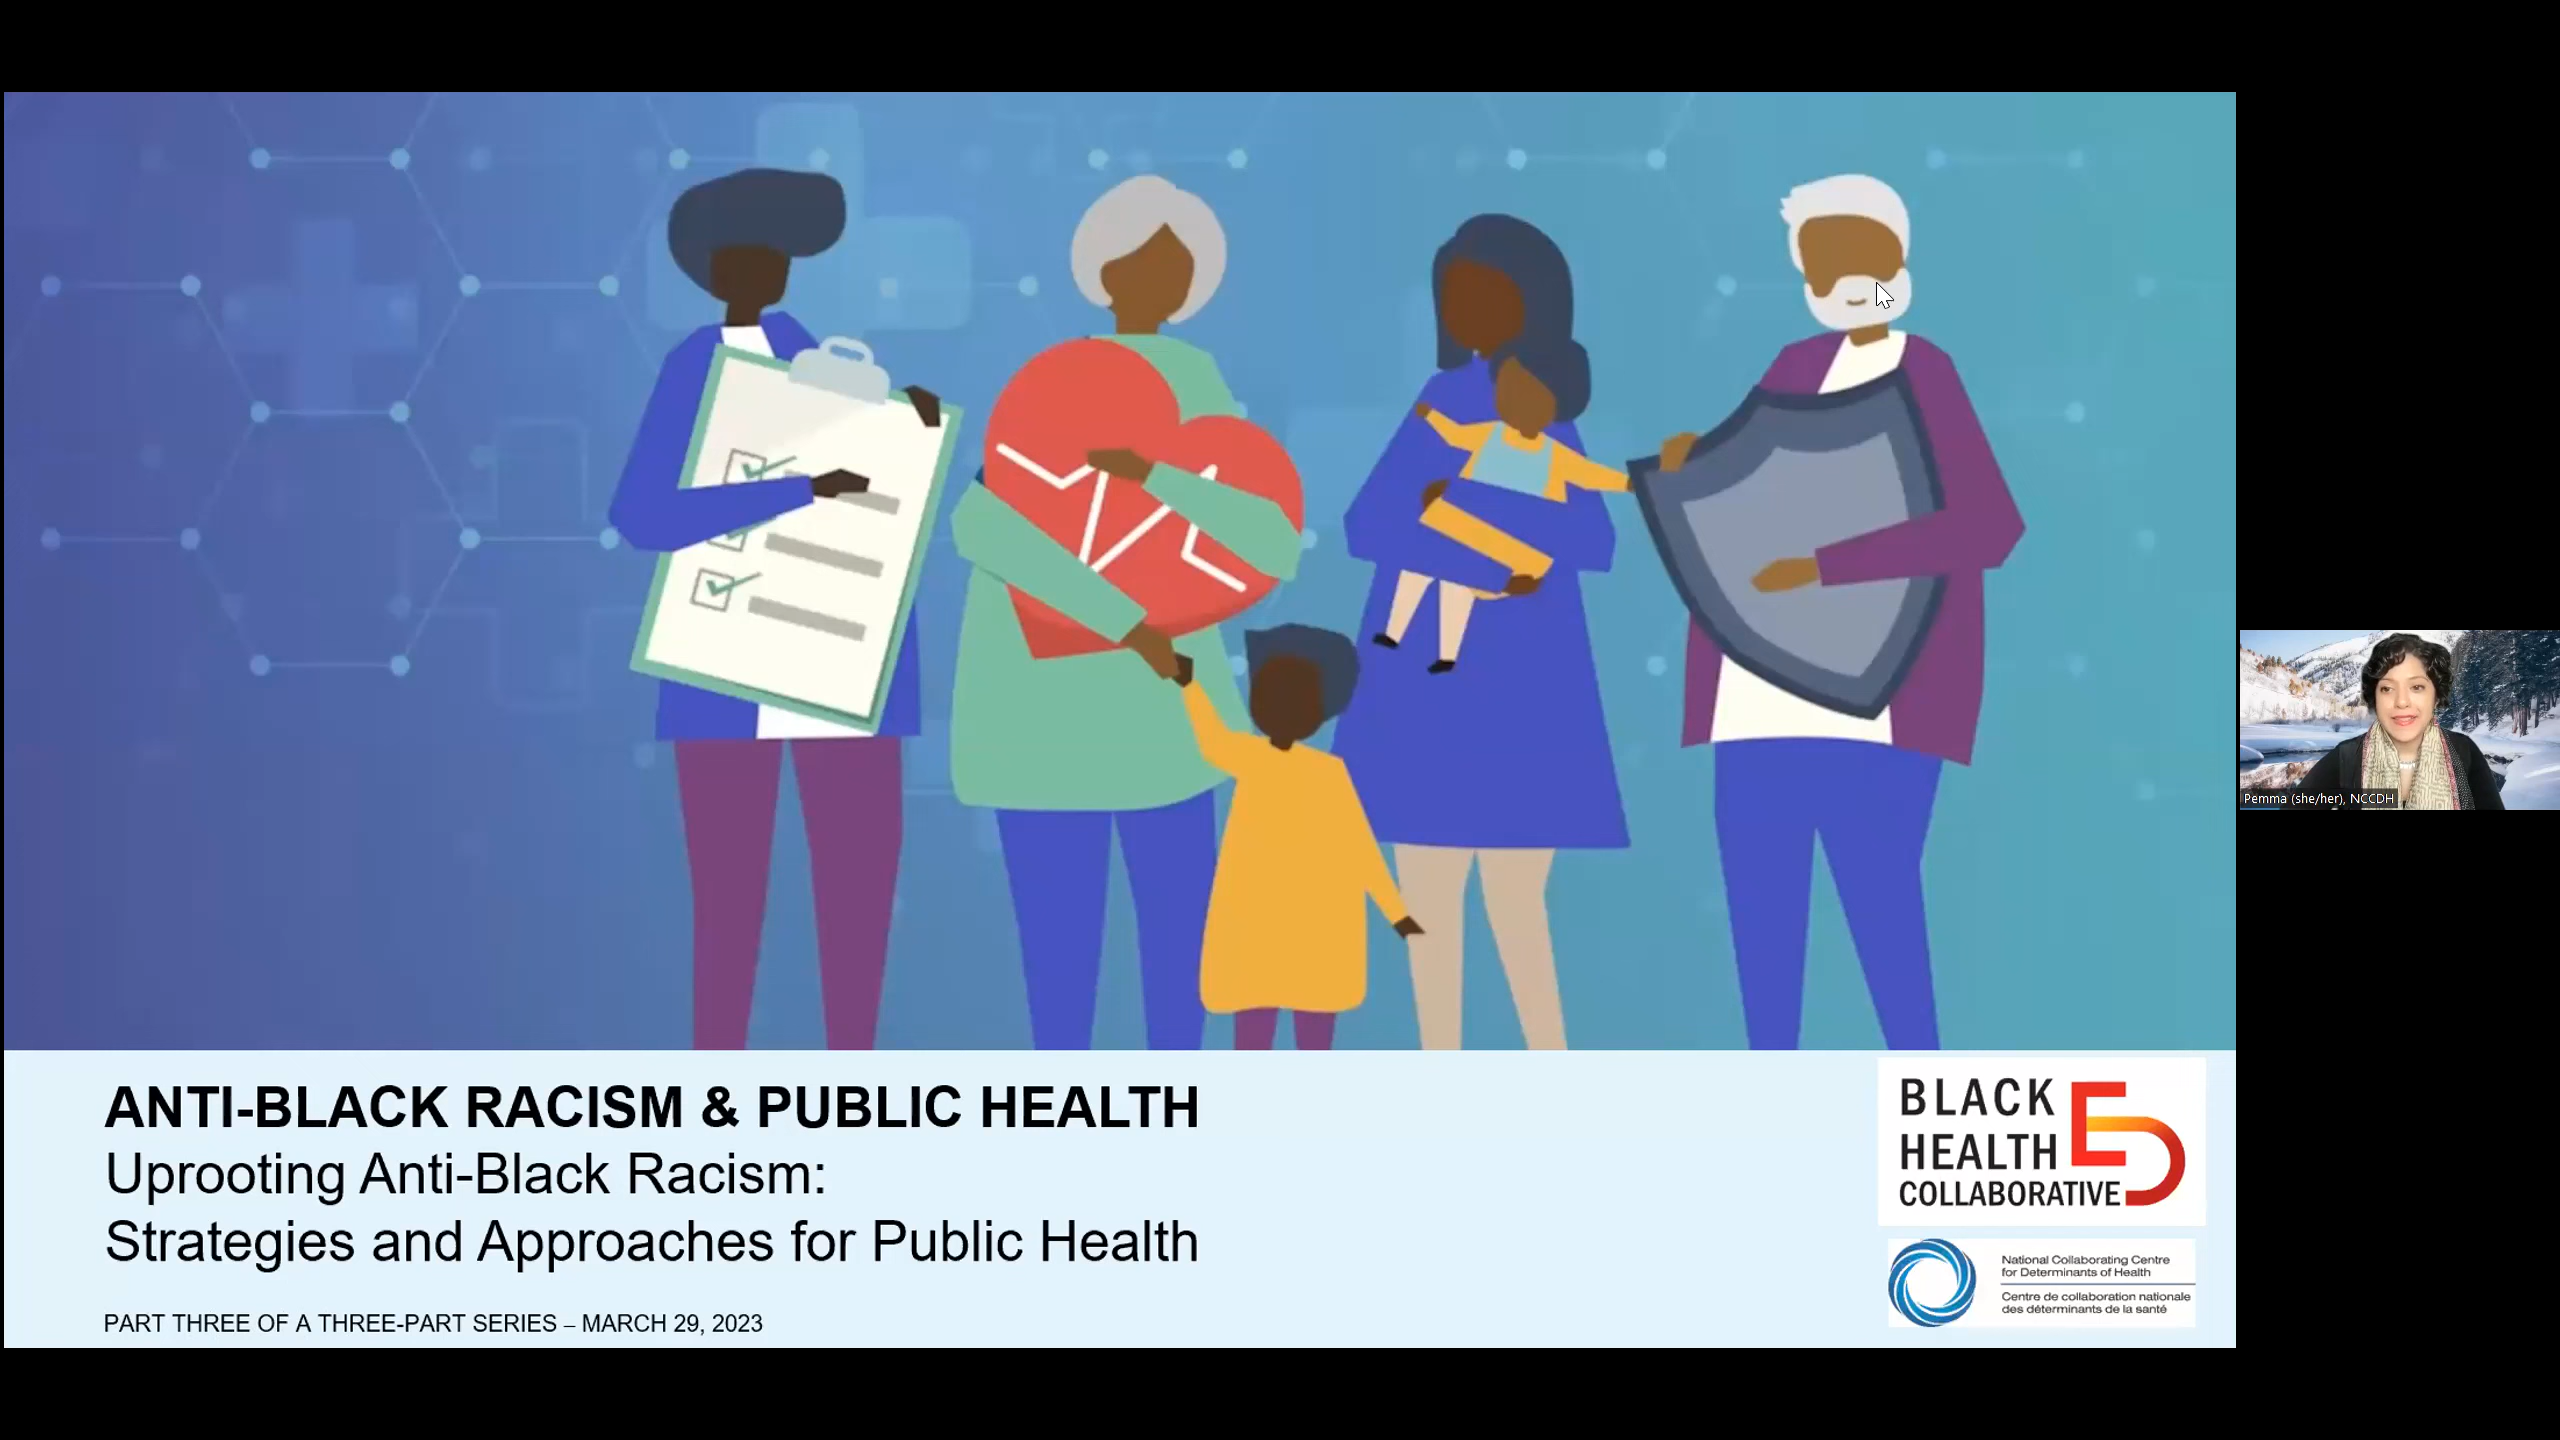 ANTI-BLACK RACISM & PUBLIC HEALTH
Uprooting Anti-Black Racism:
Strategies and Approaches for Public Health
PART THREE OF A THREE-PART SERIES – MARCH 29, 2023
BLACK
HEALTH
COLLABORATIVE
National Collaborating Centre
for Determinants of Health
Centre de collaboration nationale
des déterminants de la santé
Pemma (she/her), NCCDH